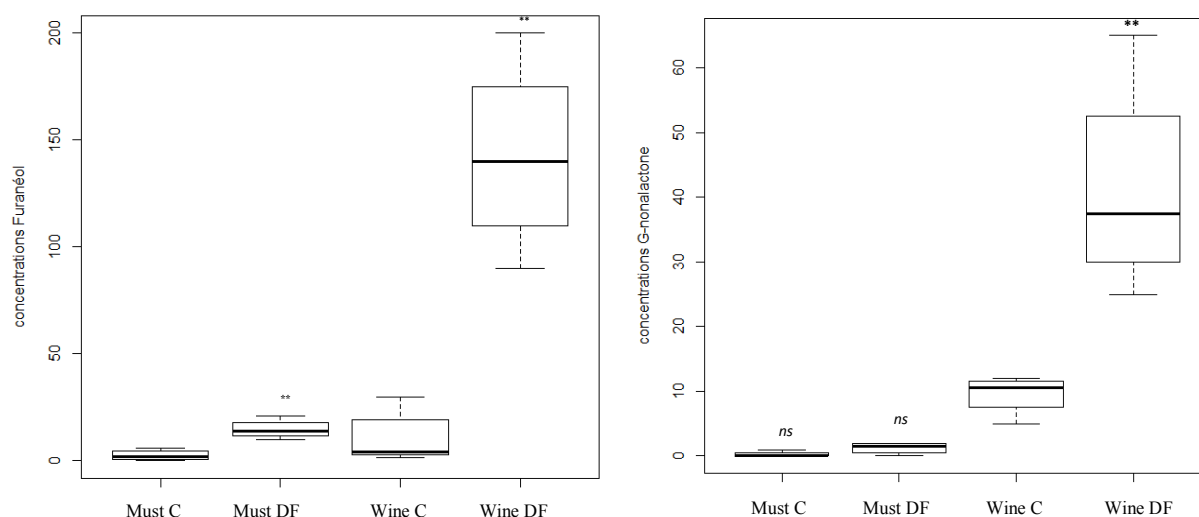 concentrations Furanéol
200
150
100
50
0
**
**
Must C Must DF Wine C Wine DF
concentrations G-nonalactone
60
50
40
30
20
10
0
**
ns
ns
Must C Must DF Wine C Wine DF